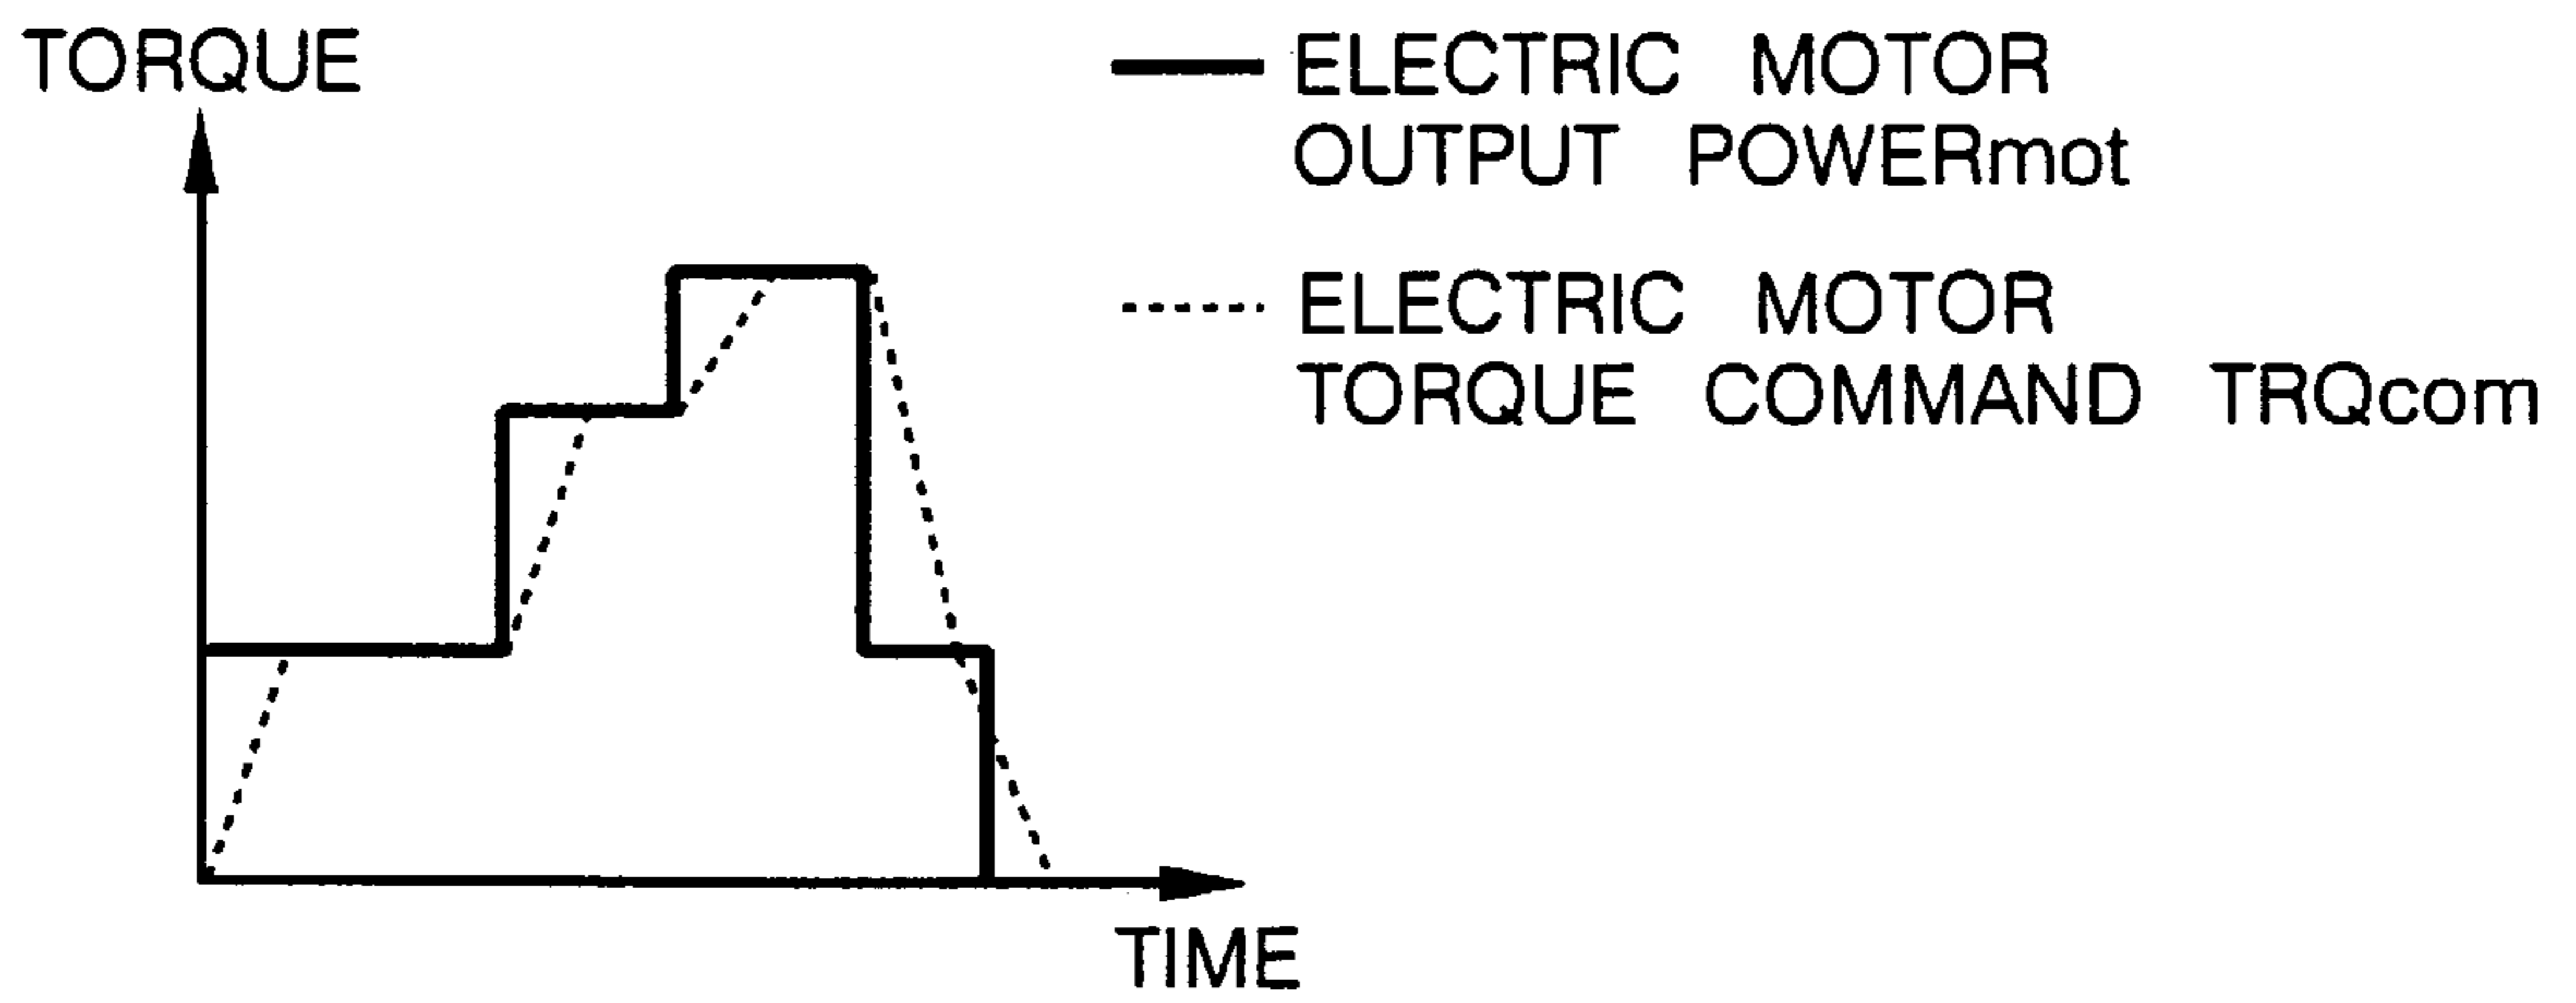 TORQUE
ELECTRIC MOTOR
OUTPUT POWERmot
ELECTRIC MOTOR
TORQUE COMMAND TRQcom
TIME